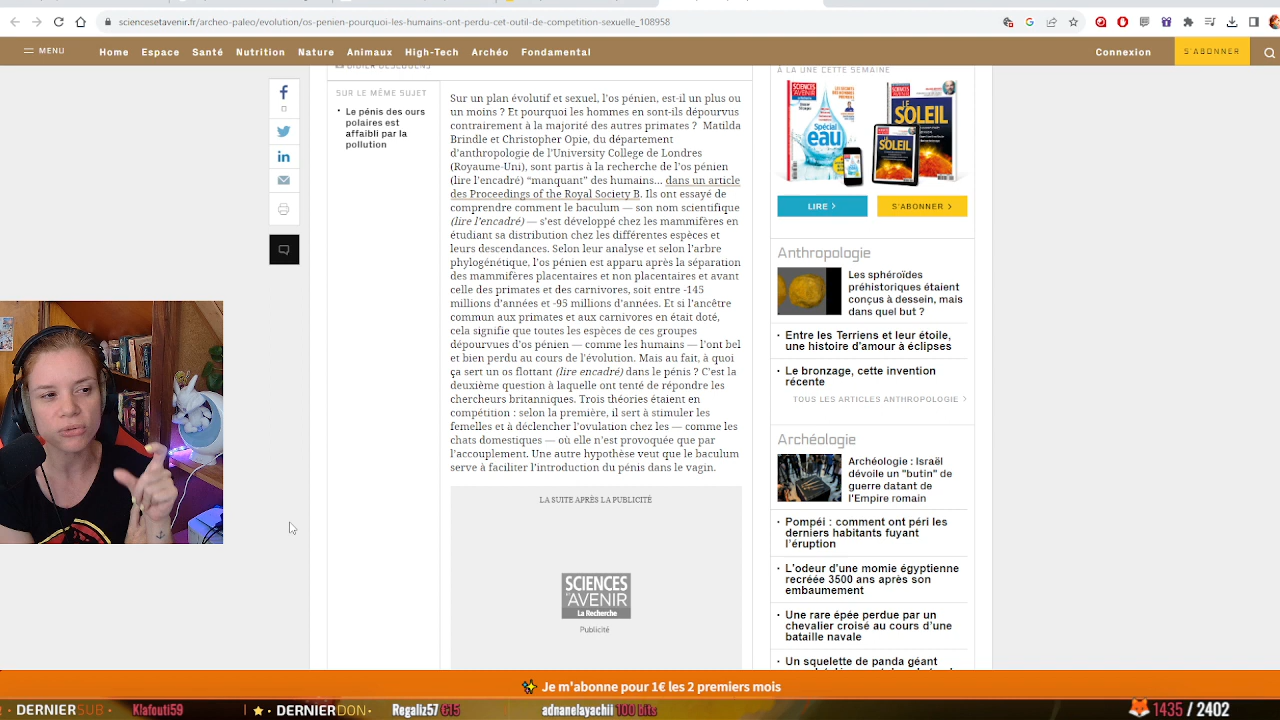 sciencesetavenir.fr/archeo-paleo/evolution/os-penien-pourquoi-les-humains-ont-perdu-cet-outil-de-competition-sexuelle_108958
MENU
Home Espace Santé Nutrition Nature Animaux High-Tech Archéo Fondamental
Connexion
S'ABONNER
SUR LE MÊME SUJET
Le pénis des ours
polaires est
affaibli par la
pollution
0
Sur un plan évolutif et sexuel, l'os pénien, est-il un plus ou
un moins ? Et pourquoi les hommes en sont-ils dépourvus
contrairement à la majorité des autres primates ? Matilda
Brindle et Christopher Opie, du département
d'anthropologie de l'University College de Londres
(Royaume-Uni), sont partis à la recherche de l'os pénien
(lire l'encadré) "manquant" des humains... dans un article
des Proceedings of the Royal Society B. Ils ont essayé de
comprendre comment le baculum — son nom scientifique
(lire l'encadré) — s'est développé chez les mammifères en
étudiant sa distribution chez les différentes espèces et
leurs descendances. Selon leur analyse et selon l'arbre
phylogénétique, l'os pénien est apparu après la séparation
des mammifères placentaires et non placentaires et avant
celle des primates et des carnivores, soit entre -145
millions d'années et -95 millions d'années. Et si l'ancêtre
commun aux primates et aux carnivores en était doté,
cela signifie que toutes les espèces de ces groupes
dépourvues d'os pénien — comme les humains — l'ont bel
et bien perdu au cours de l'évolution. Mais au fait, à quoi
ça sert un os flottant (lire encadré) dans le pénis ? C'est la
deuxième question à laquelle ont tenté de répondre les
chercheurs britanniques. Trois théories étaient en
compétition : selon la première, il sert à stimuler les
femelles et à déclencher l'ovulation chez les — comme les
chats domestiques — où elle n'est provoquée que par
l'accouplement. Une autre hypothèse veut que le baculum
serve à faciliter l'introduction du pénis dans le vagin.
LA SUITE APRÈS LA PUBLICITÉ
SCIENCES
ET AVENIR
La Recherche
Publicité
À LA UNE CETTE SEMAINE
Spécial
eau
LE
SOLEIL
LE
SOLEIL
LIRE
S'ABONNER
Anthropologie
Les sphéroïdes
préhistoriques étaient
conçus à dessein, mais
dans quel but ?
Entre les Terriens et leur étoile,
une histoire d'amour à éclipses
Le bronzage, cette invention
récente
TOUS LES ARTICLES ANTHROPOLOGIE
Archéologie
Archéologie : Israël
dévoile un "butin" de
guerre datant de
l'Empire romain
Pompéi : comment ont péri les
derniers habitants fuyant
l'éruption
L'odeur d'une momie égyptienne
recréée 3500 ans après son
embaumement
Une rare épée perdue par un
chevalier croisé au cours d'une
bataille navale
Un squelette de panda géant
Je m'abonne pour 1€ les 2 premiers mois
DERNIERSUB Klafouti59
DERNIERDON Regaliz57 €15
adnanelayachii 100 bits
1435 / 2402